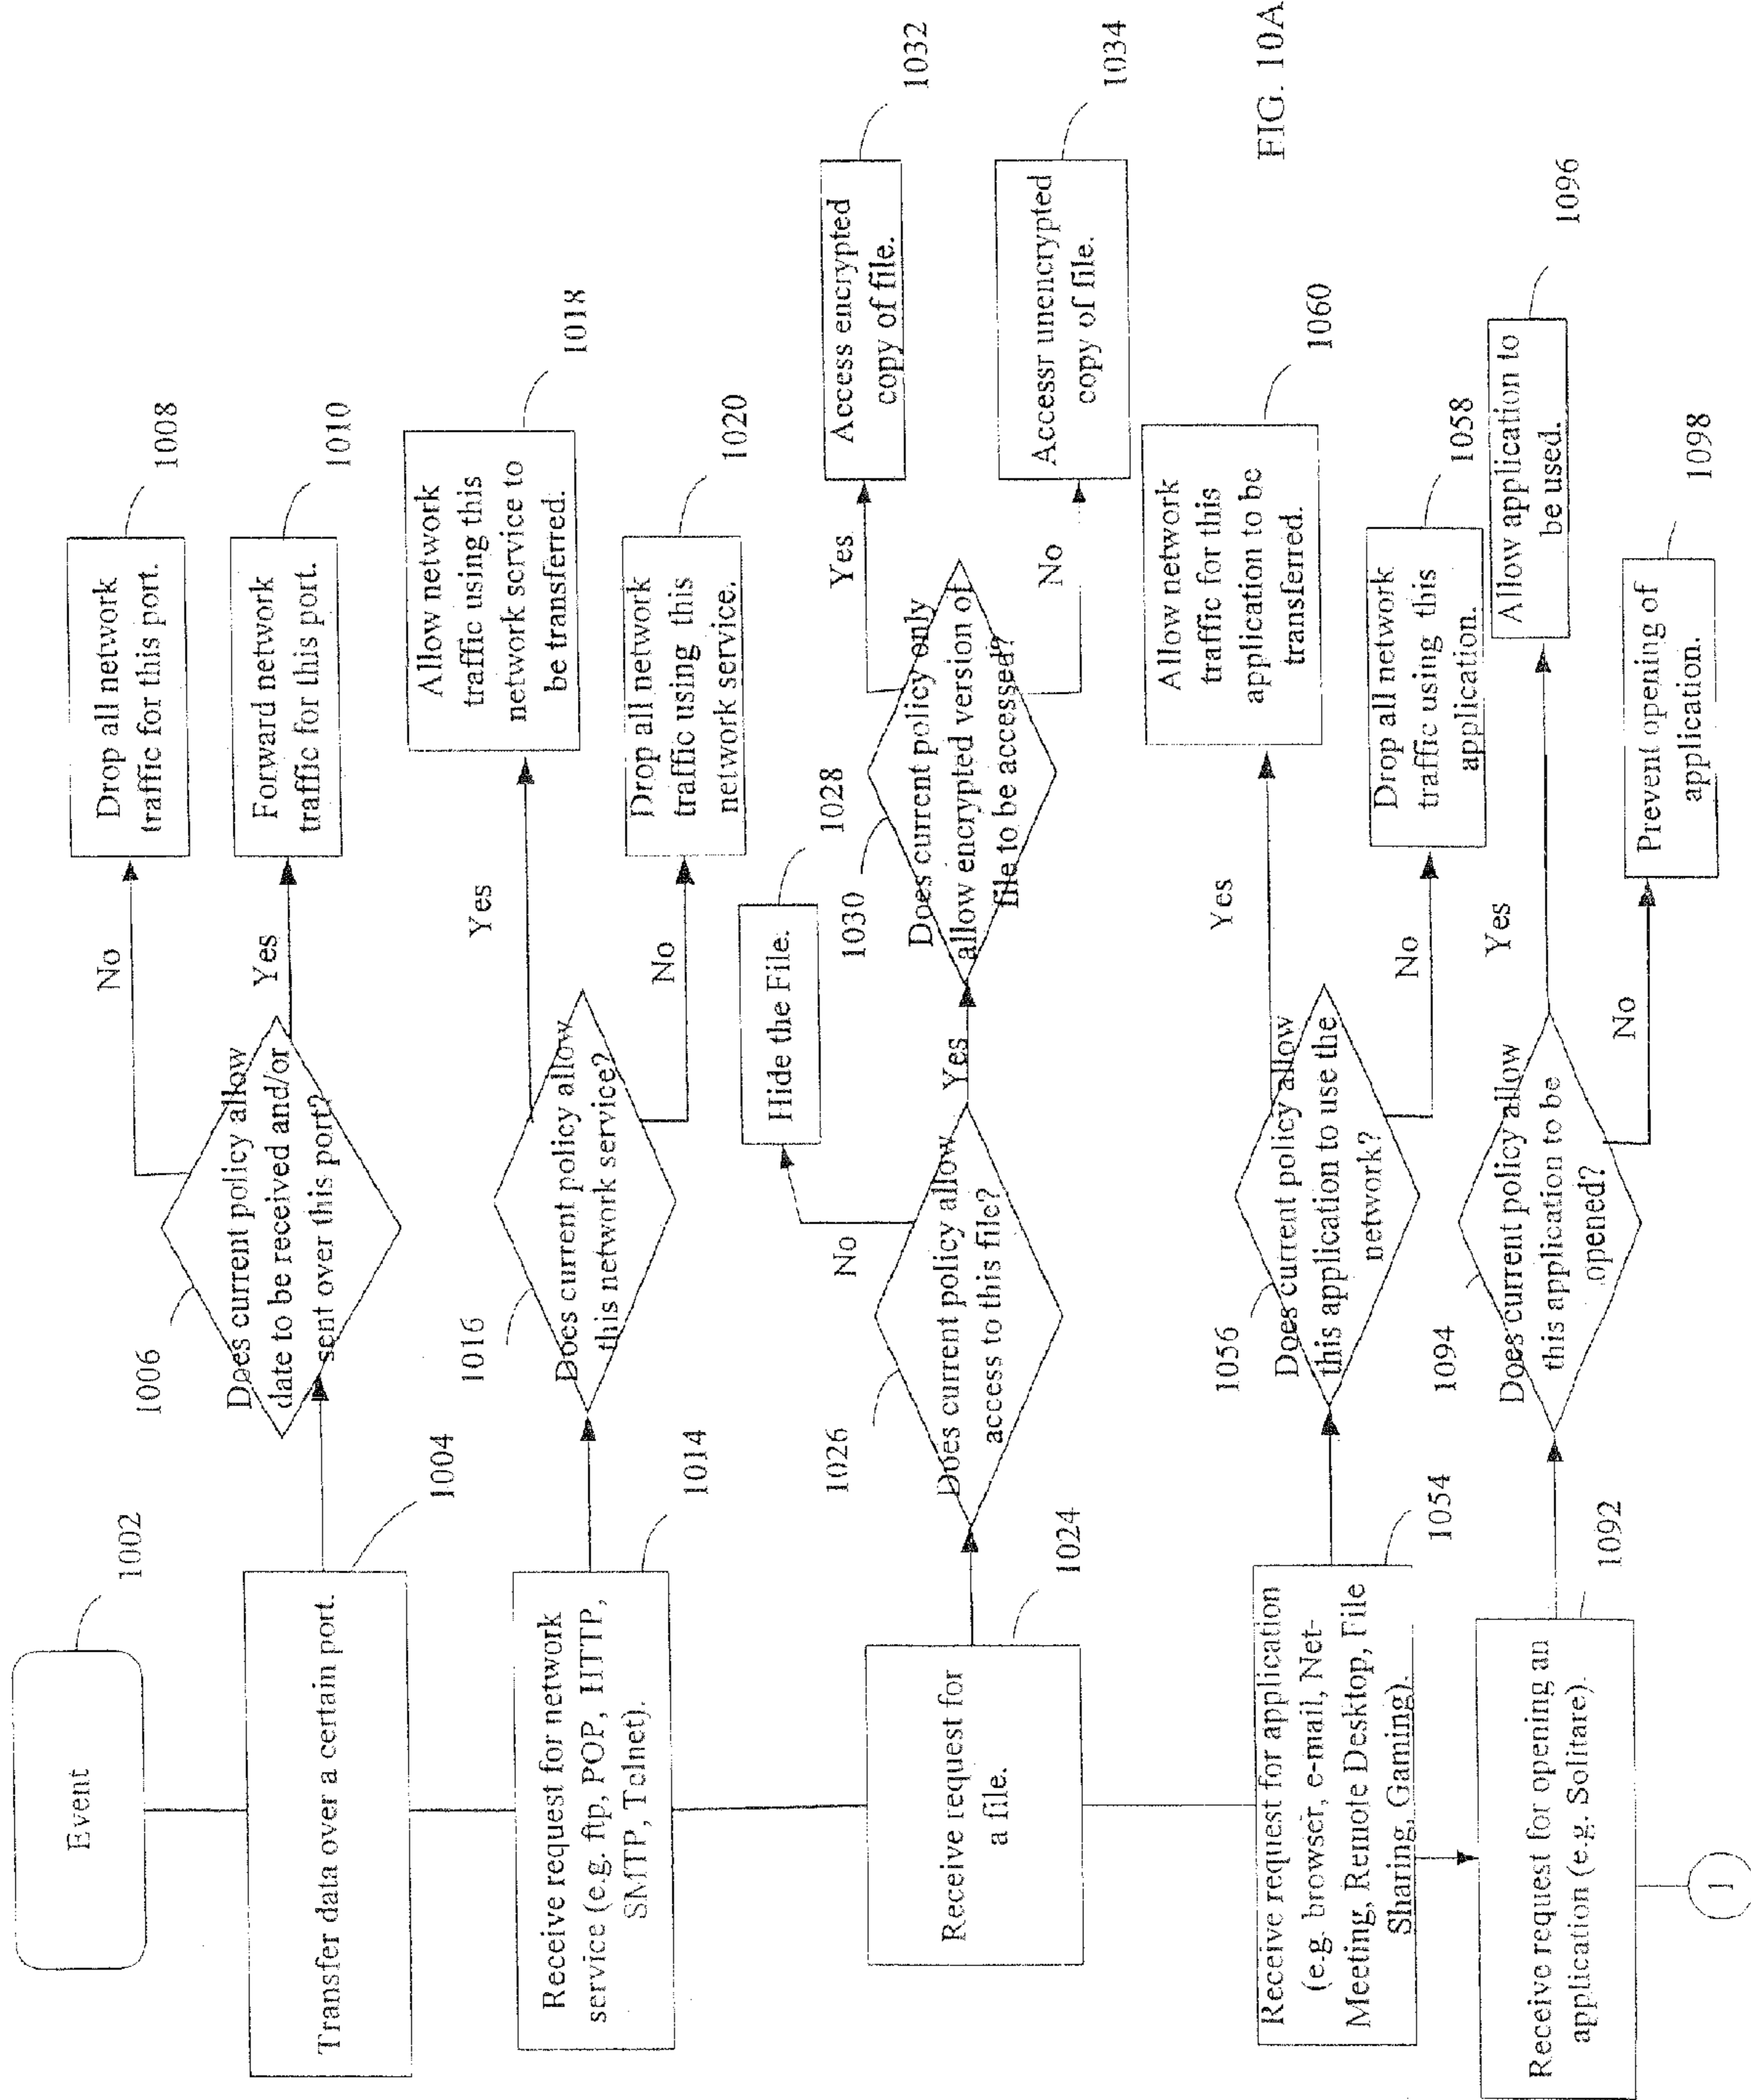 Event
1002
Transfer data over a certain port.
1004
Does current policy allow
date to be received and/or
sent over this port?
1006
No
Drop all network
traffic for this port.
1008
Yes
Forward network
traffic for this port.
1010
Receive request for network
service (e.g. ftp, POP, HTTP,
SMTP, Telnet).
1014
Does current policy allow
this network service?
1016
Yes
Allow network
traffic using this
network service to
be transferred.
1018
No
Drop all network
traffic using this
network service.
1020
Receive request for
a file.
1024
Does current policy allow
access to this file?
1026
No
Hide the File.
1028
Yes
Does current policy only
allow encrypted version of
file to be accessed?
1030
Yes
Access encrypted
copy of file.
1032
No
Accessr unencrypted
copy of file.
1034
Receive request for application
(e.g. browser, e-mail, Net-
Meeting, Remote Desktop, File
Sharing, Gaming).
1054
Does current policy allow
this application to use the
network?
1056
Yes
Allow network
traffic for this
application to be
transferred.
1060
No
Drop all network
traffic using this
application.
1058
Receive request for opening an
application (e.g. Solitare).
1092
Does current policy allow
this application to be
opened?
1094
Yes
Allow application to
be used.
1096
No
Prevent opening of
application.
1098
1
FIG. 10A